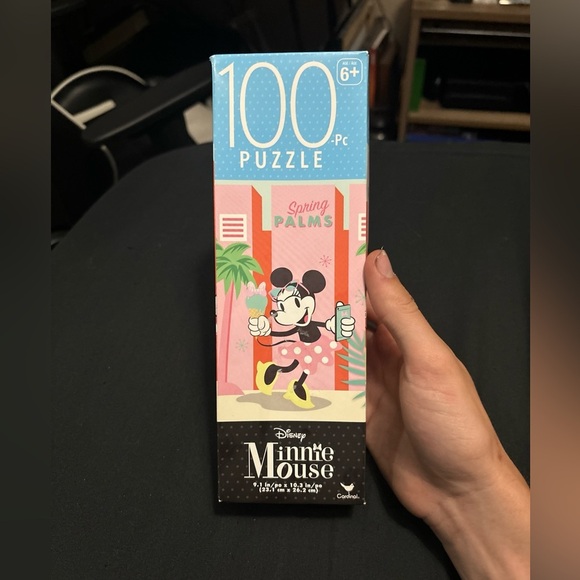 100-Pc
6+
PUZZLE
Spring
PALMS
Disney
Minnie
Mouse
9.1 in/po x 10.3 in/po
(23.1 cm x 26.2 cm)
Cardinal